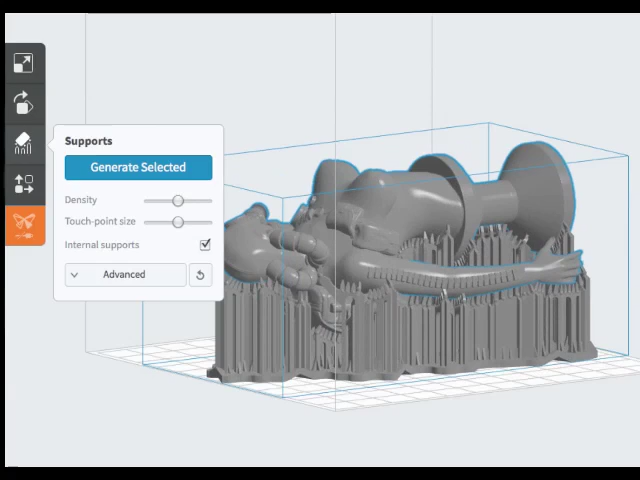 Supports
Generate Selected
Density
Touch-point size
Internal supports
Advanced